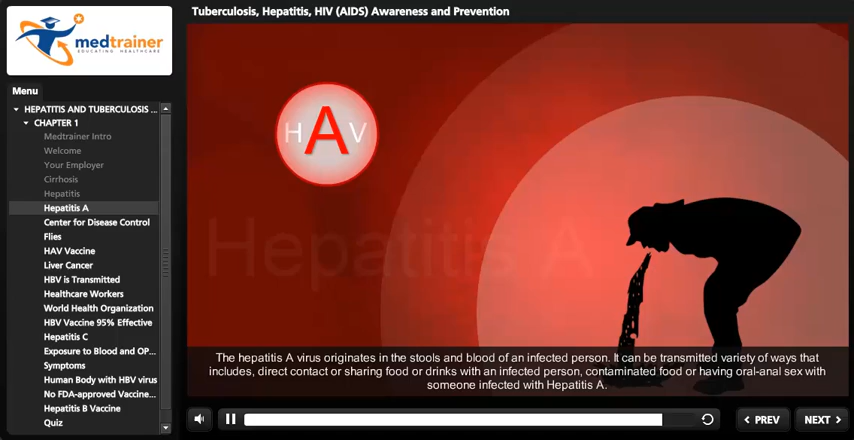 Tuberculosis, Hepatitis, HIV (AIDS) Awareness and Prevention
medtrainer
EDUCATING HEALTHCARE
Menu
HEPATITIS AND TUBERCULOSIS ...
CHAPTER 1
Medtrainer Intro
Welcome
Your Employer
Cirrhosis
Hepatitis
Hepatitis A
Center for Disease Control
Flies
HAV Vaccine
Liver Cancer
HBV is Transmitted
Healthcare Workers
World Health Organization
HBV Vaccine 95% Effective
Hepatitis C
Exposure to Blood and OP...
Symptoms
Human Body with HBV virus
No FDA-approved Vaccine...
Hepatitis B Vaccine
Quiz
HAV
Hepatitis A
The hepatitis A virus originates in the stools and blood of an infected person. It can be transmitted variety of ways that
includes, direct contact or sharing food or drinks with an infected person, contaminated food or having oral-anal sex with
someone infected with Hepatitis A.
PREV
NEXT